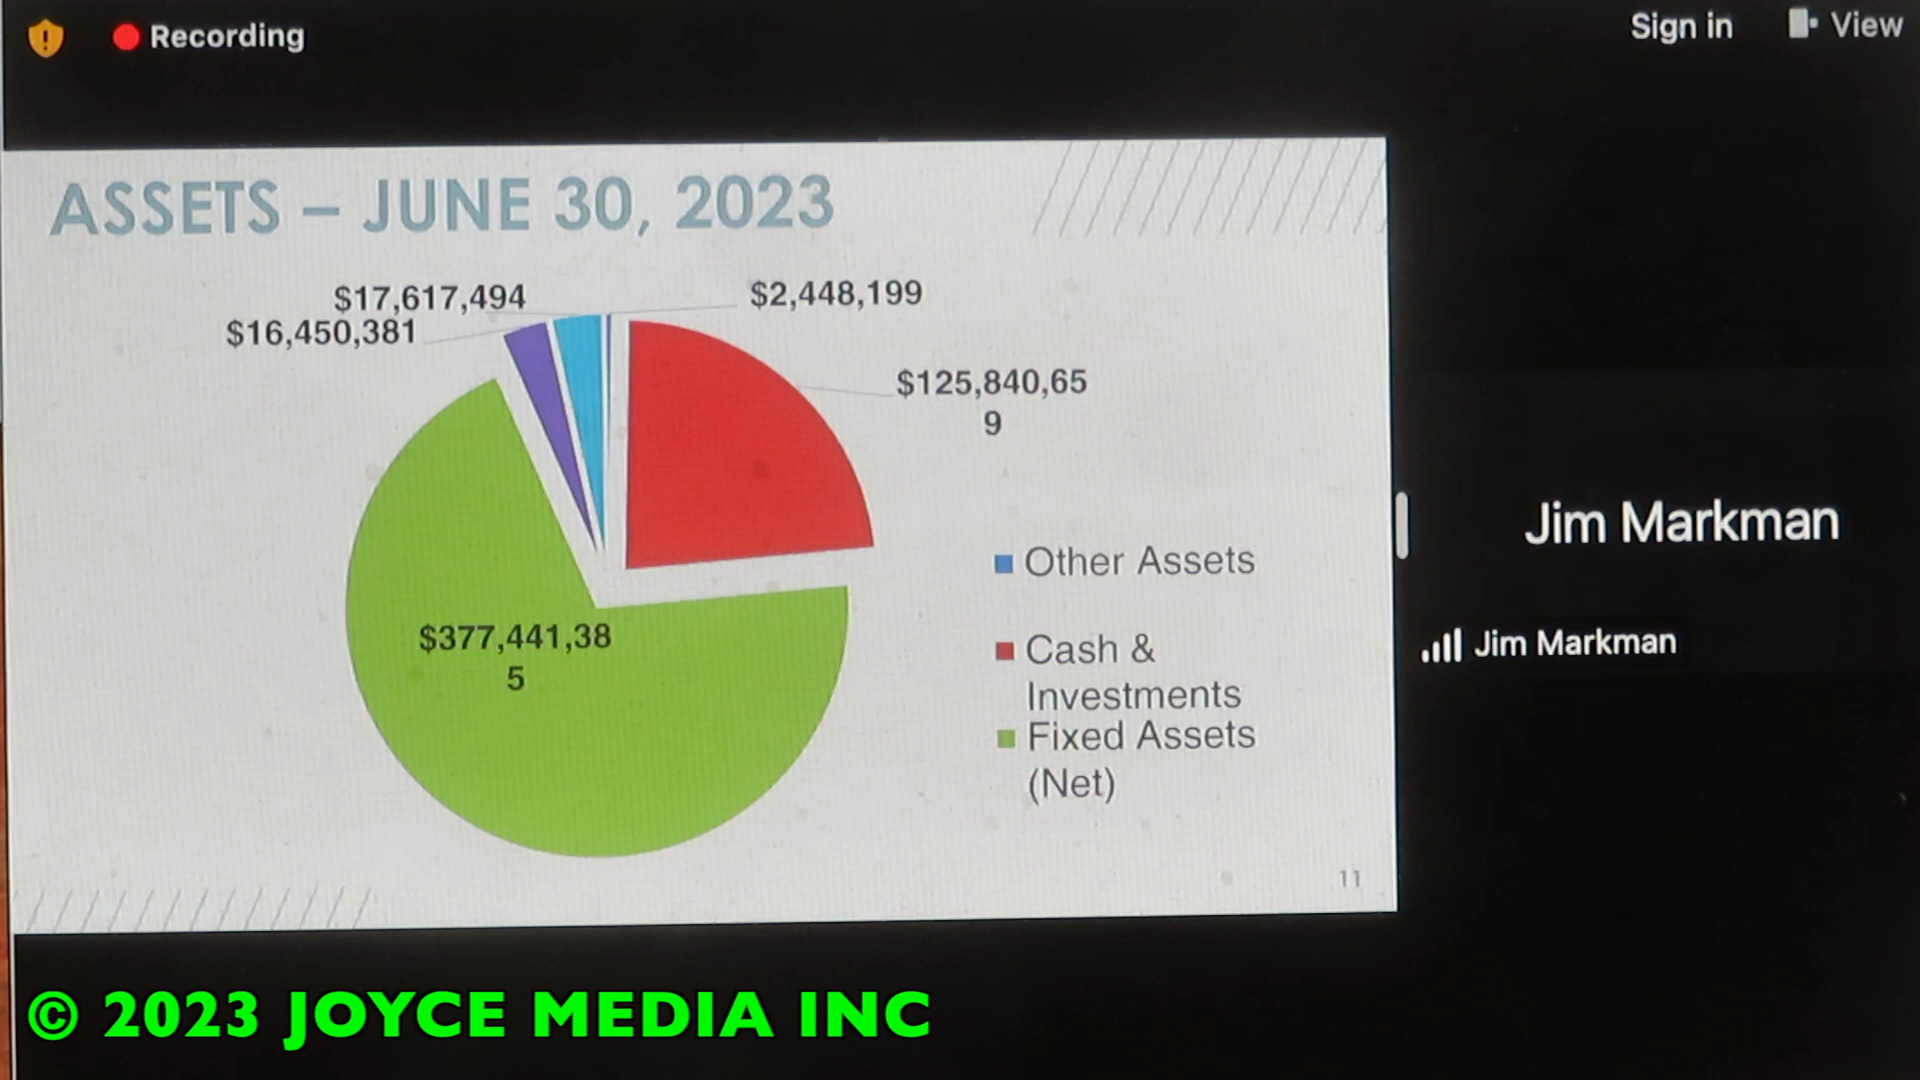 Recording
Sign in
View
ASSETS – JUNE 30, 2023
$17,617,494
$2,448,199
$16,450,381
$125,840,65
9
$377,441,38
5
Other Assets
Cash &
Investments
Fixed Assets
(Net)
11
Jim Markman
Jim Markman
© 2023 JOYCE MEDIA INC